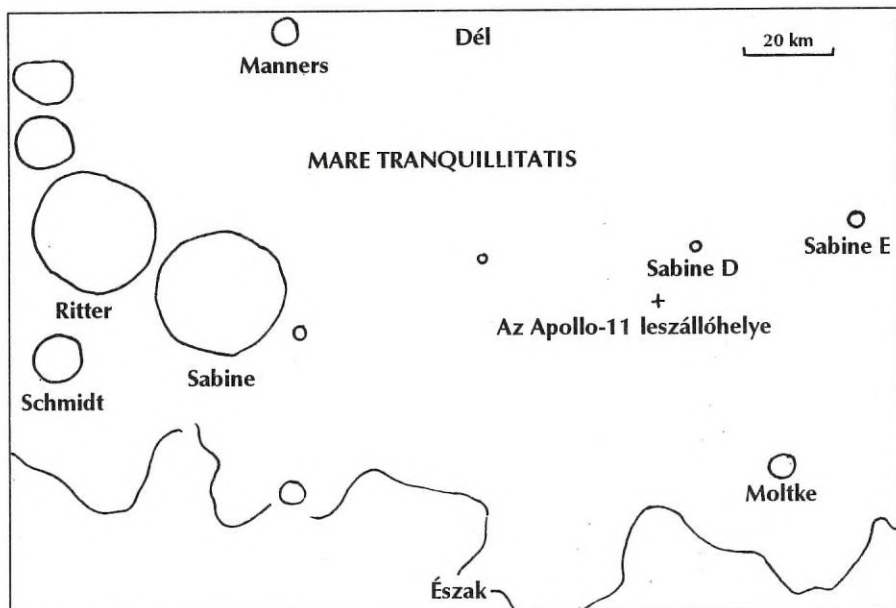 Dél
20 km
Manners
MARE TRANQUILLITATIS
Sabine E
Sabine D
Ritter
Az Apollo-11 leszállóhelye
Sabine
Schmidt
Moltke
Észak